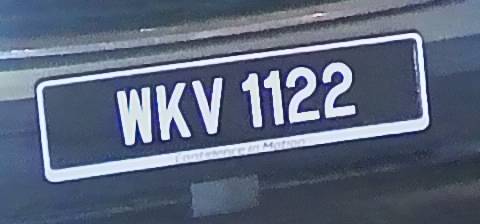 WKV 1122
Confidence in Motion